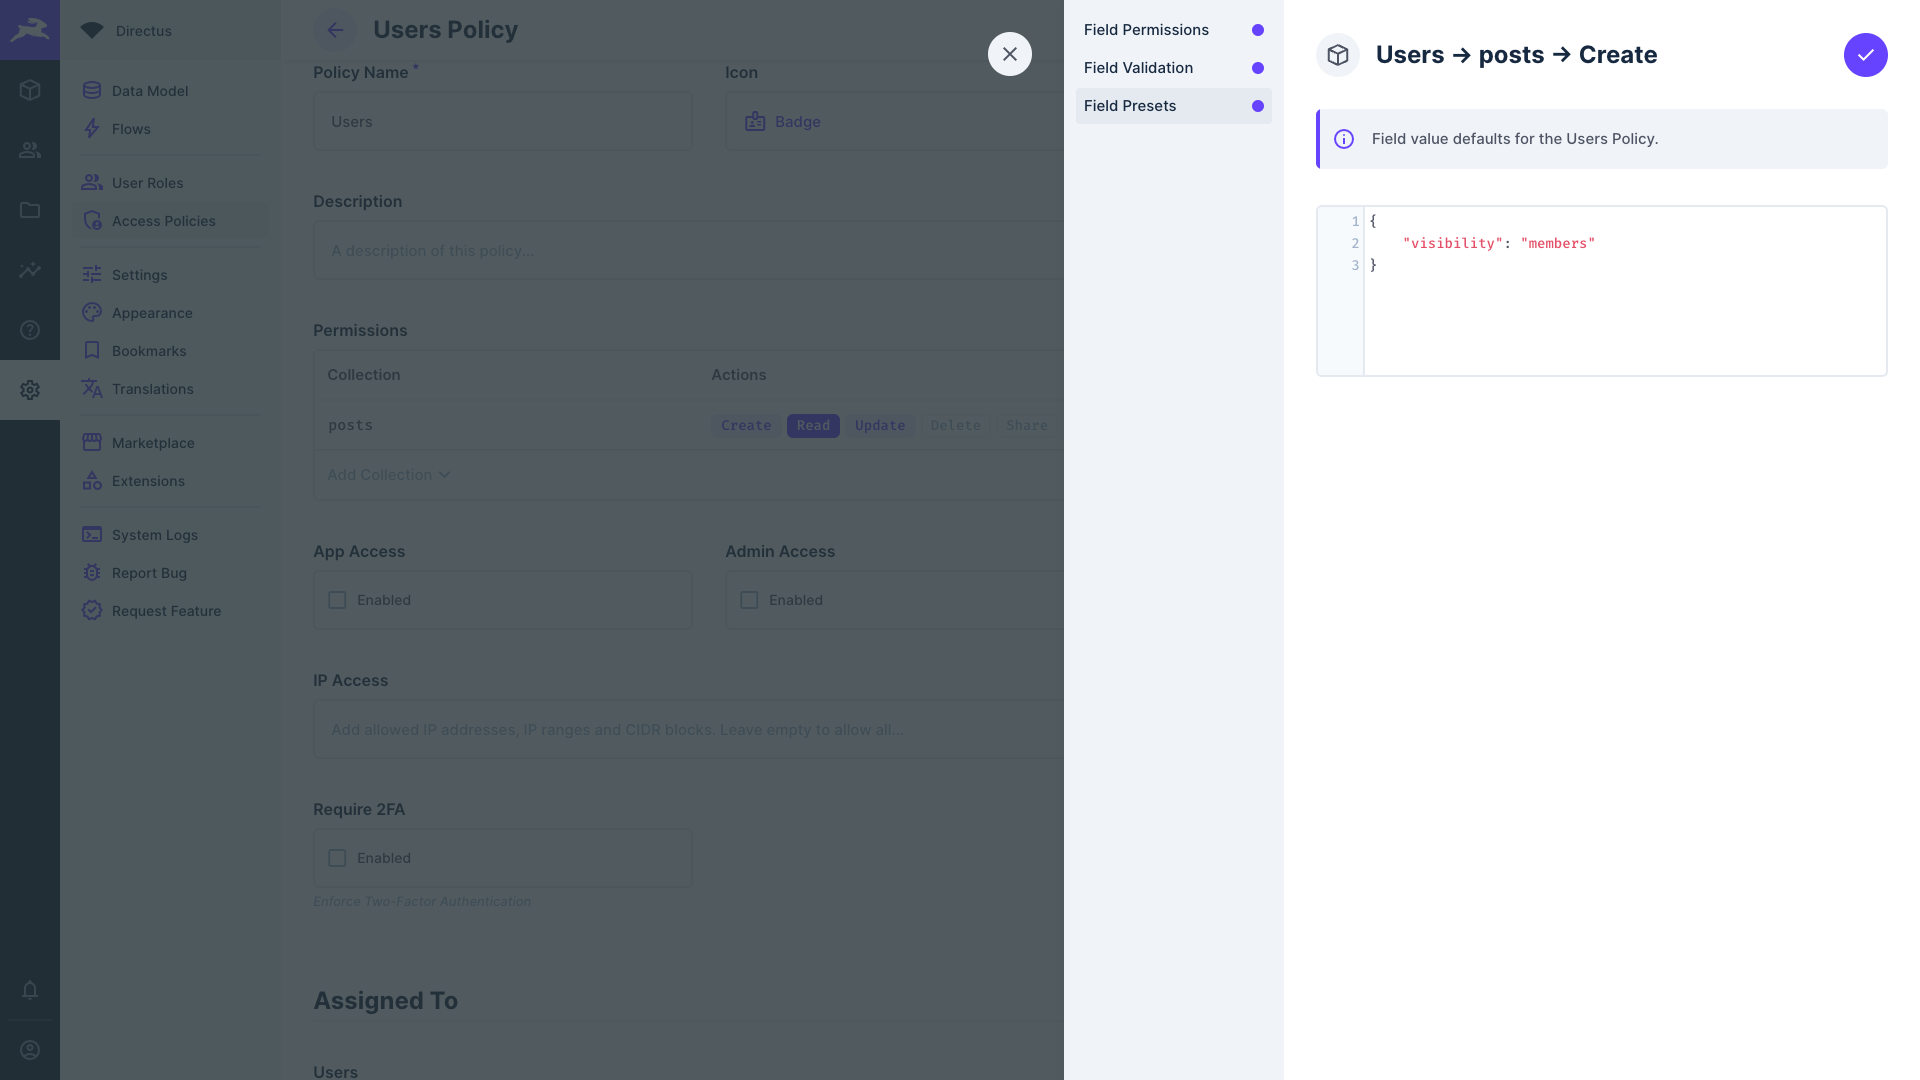 Directus
Data Model
Flows
User Roles
Access Policies
Settings
Appearance
Bookmarks
Translations
Marketplace
Extensions
System Logs
Report Bug
Request Feature
Users Policy
Policy Name *
Icon
Users
Badge
Description
A description of this policy...
Permissions
Collection
Actions
posts
Create Read Update Delete Share
Add Collection
App Access
Admin Access
Enabled
Enabled
IP Access
Add allowed IP addresses, IP ranges and CIDR blocks. Leave empty to allow all...
Require 2FA
Enabled
Enforce Two-Factor Authentication
Assigned To
Users
Field Permissions
Field Validation
Field Presets
Users → posts → Create
Field value defaults for the Users Policy.
1 {
2 "visibility": "members"
3 }